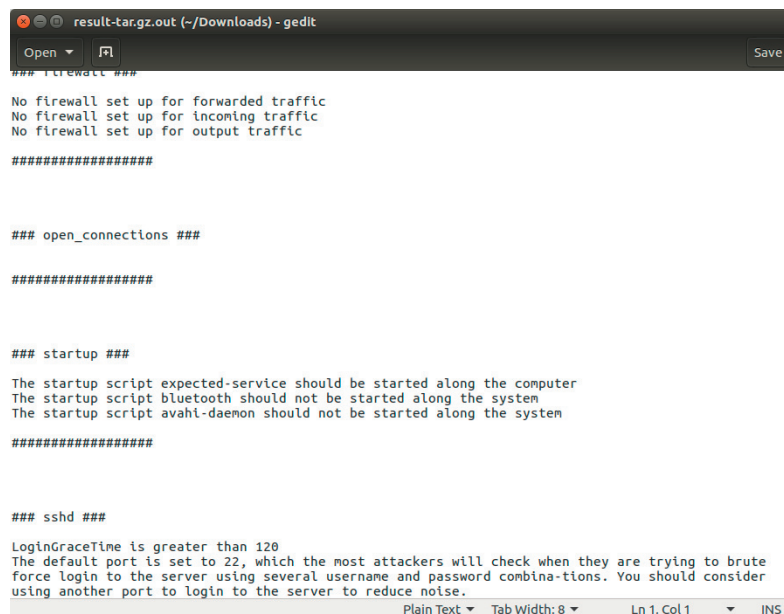 result-tar.gz.out (~/Downloads) - gedit
Open
Save
### firewall ###
No firewall set up for forwarded traffic
No firewall set up for incoming traffic
No firewall set up for output traffic
##################
### open_connections ###
##################
### startup ###
The startup script expected-service should be started along the computer
The startup script bluetooth should not be started along the system
The startup script avahi-daemon should not be started along the system
##################
### sshd ###
LoginGraceTime is greater than 120
The default port is set to 22, which the most attackers will check when they are trying to brute
force login to the server using several username and password combina-tions. You should consider
using another port to login to the server to reduce noise.
Plain Text Tab Width: 8 Ln 1, Col 1 INS